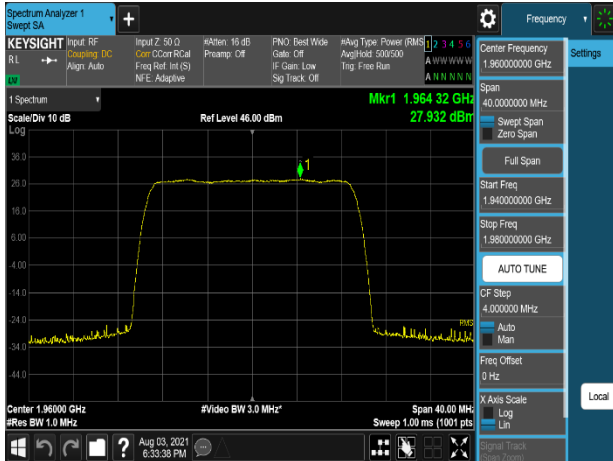 Spectrum Analyzer 1
Swept SA
+
Frequency
KEYSIGHT
R L
Input: RF
Coupling: DC
Align: Auto
Input Z: 50 Ω
Corr CCorr RCal
Freq Ref: Int (S)
NFE: Adaptive
#Atten: 16 dB
Preamp: Off
PNO: Best Wide
Gate: Off
IF Gain: Low
Sig Track: Off
#Avg Type: Power (RMS
Avg|Hold: 500/500
Trig: Free Run
1 2 3 4 5 6
A W W W W W
A N N N N N
1 Spectrum
Mkr1 1.964 32 GHz
Scale/Div 10 dB
Ref Level 46.00 dBm
27.932 dBm
Log
36.0
26.0
16.0
6.00
-4.00
-14.0
-24.0
-34.0
-44.0
1
RMS
Center 1.96000 GHz
#Video BW 3.0 MHz*
Span 40.00 MHz
#Res BW 1.0 MHz
Sweep 1.00 ms (1001 pts
Aug 03, 2021
6:33:38 PM
?
Center Frequency
1.960000000 GHz
Settings
Span
40.0000000 MHz
Swept Span
Zero Span
Full Span
Start Freq
1.940000000 GHz
Stop Freq
1.980000000 GHz
AUTO TUNE
CF Step
4.000000 MHz
Auto
Man
Freq Offset
0 Hz
X Axis Scale
Log
Lin
Local
Signal Track
(Span Zoom)